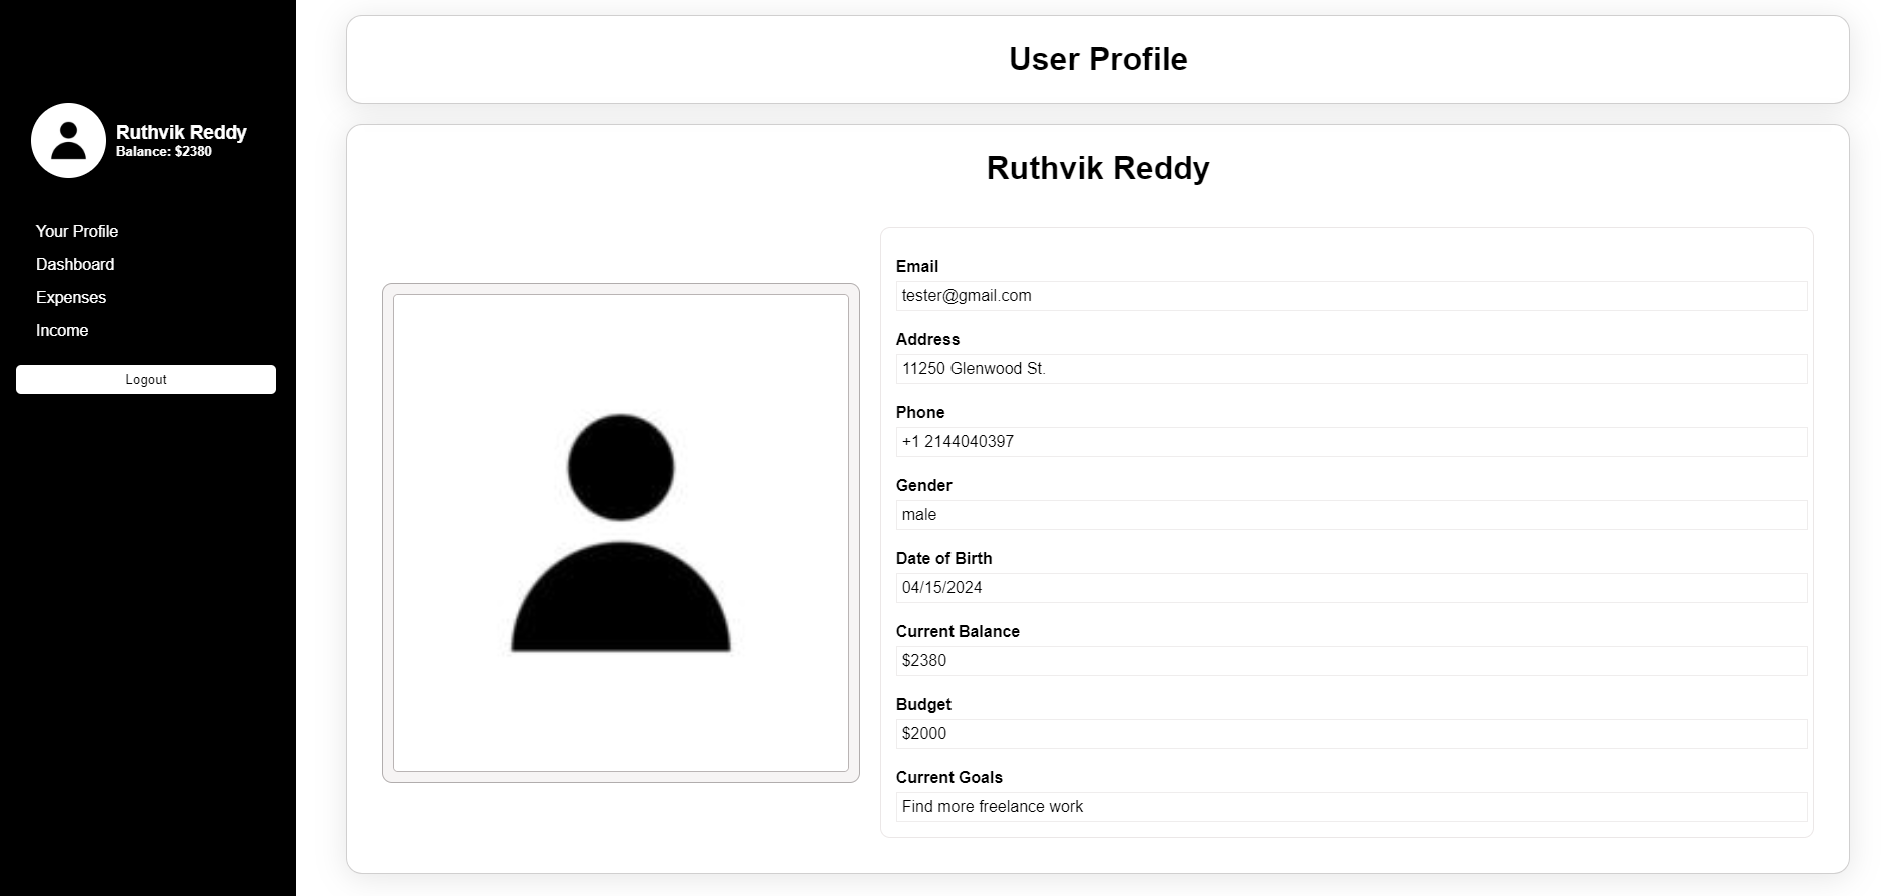 Ruthvik Reddy
Balance: $2380
Your Profile
Dashboard
Expenses
Income
Logout
User Profile
Ruthvik Reddy
Email
tester@gmail.com
Address
11250 Glenwood St.
Phone
+1 2144040397
Gender
male
Date of Birth
04/15/2024
Current Balance
$2380
Budget
$2000
Current Goals
Find more freelance work